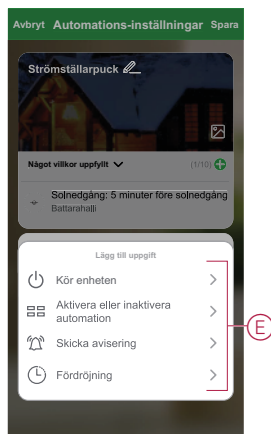 Avbryt Automations-inställningar Spara
Strömställarpuck
Något villkor uppfyllt (1/10)
Solnedgång: 5 minuter före solnedgång
Battarahalli
Lägg till uppgift
Kör enheten
Aktivera eller inaktivera
automation
Skicka avisering
Fördröjning
E